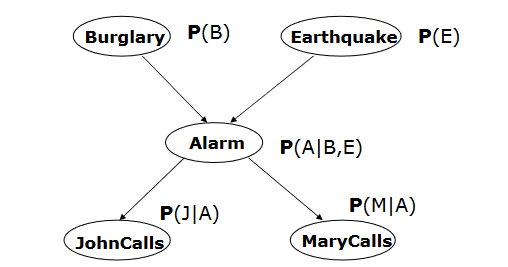 Burglary P(B)
Earthquake P(E)
Alarm P(A|B,E)
P(J|A)
P(M|A)
JohnCalls
MaryCalls